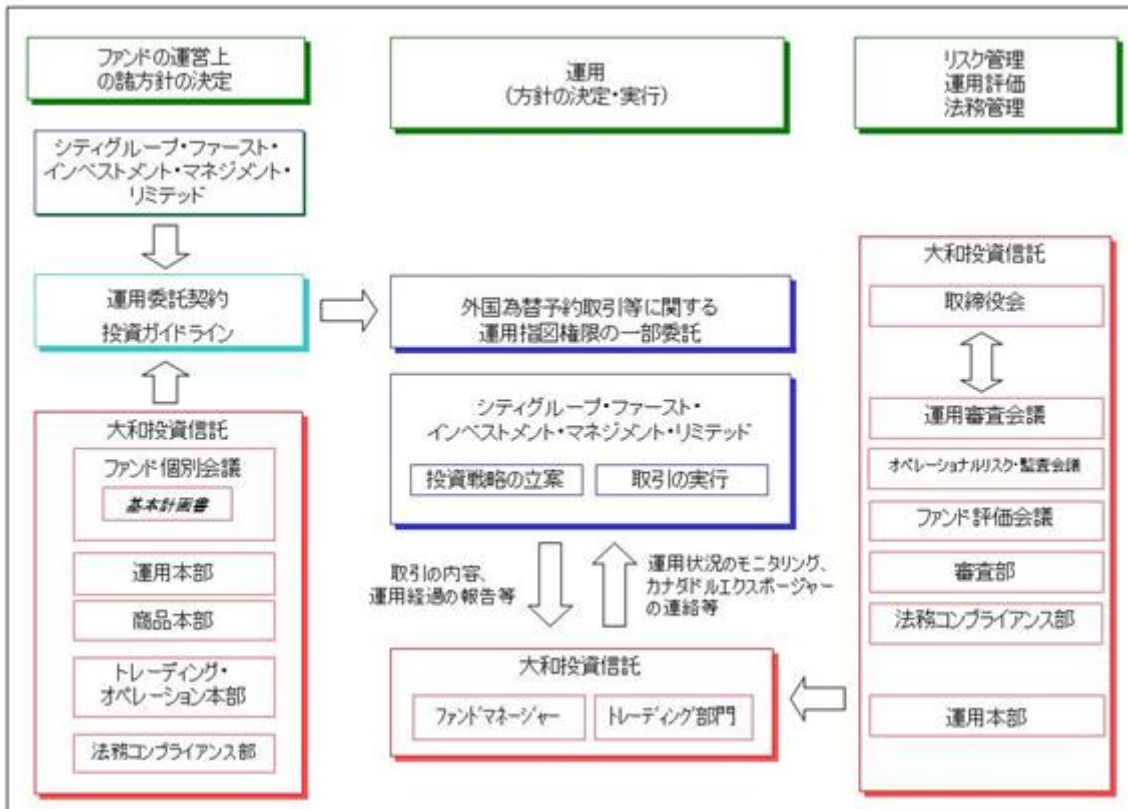 ファンドの運営上
の諸方針の決定
運用
(方針の決定・実行)
リスク管理
運用評価
法務管理
シティグループ・ファースト・
インベストメント・マネジメント・
リミテッド
運用委託契約
投資ガイドライン
外国為替予約取引等に関する
運用指図権限の一部委託
シティグループ・ファースト・
インベストメント・マネジメント・リミテッド
投資戦略の立案
取引の実行
大和投資信託
ファンド個別会議
基本計画書
運用本部
商品本部
トレーディング・
オペレーション本部
法務コンプライアンス部
取引の内容、
運用経過の報告等
運用状況のモニタリング、
カナダドルエクスポージャー
の連絡等
大和投資信託
ファンドマネージャー
トレーディング部門
大和投資信託
取締役会
運用審査会議
オペレーショナルリスク・監査会議
ファンド評価会議
審査部
法務コンプライアンス部
運用本部